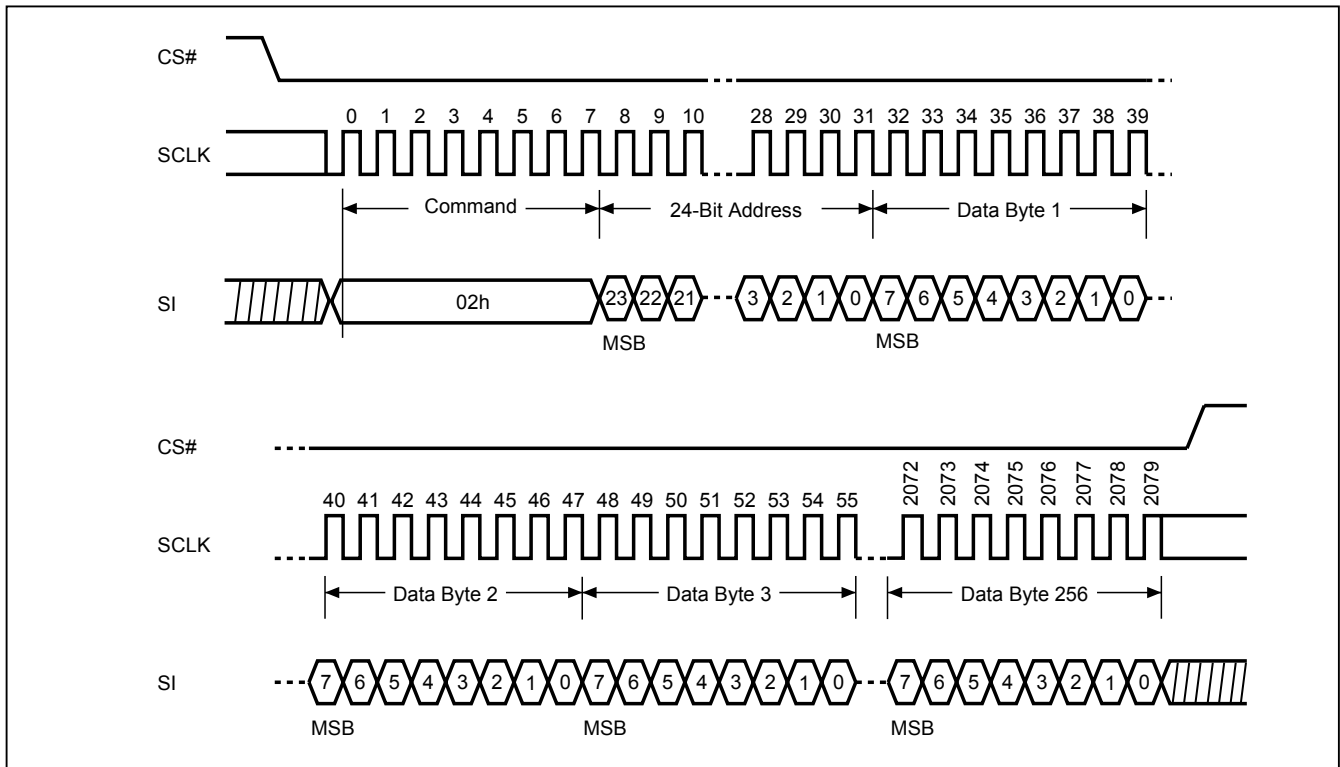 CS#
0 1 2 3 4 5 6 7 8 9 10 28 29 30 31 32 33 34 35 36 37 38 39
SCLK
Command 24-Bit Address Data Byte 1
SI 02h 23 22 21 3 2 1 0 7 6 5 4 3 2 1 0
MSB MSB
CS#
40 41 42 43 44 45 46 47 48 49 50 51 52 53 54 55 2072 2073 2074 2075 2076 2077 2078 2079
SCLK
Data Byte 2 Data Byte 3 Data Byte 256
SI 7 6 5 4 3 2 1 0 7 6 5 4 3 2 1 0 7 6 5 4 3 2 1 0
MSB MSB MSB